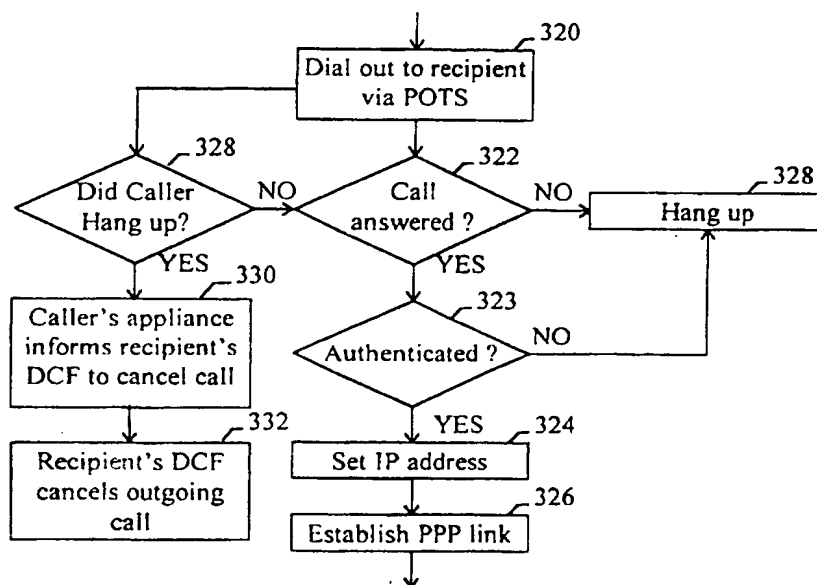 320
Dial out to recipient
via POTS
328
Did Caller
Hang up?
NO
322
Call
answered ?
NO
328
Hang up
YES
YES
330
Caller's appliance
informs recipient's
DCF to cancel call
323
Authenticated ?
NO
332
Recipient's DCF
cancels outgoing
call
YES
324
Set IP address
326
Establish PPP link